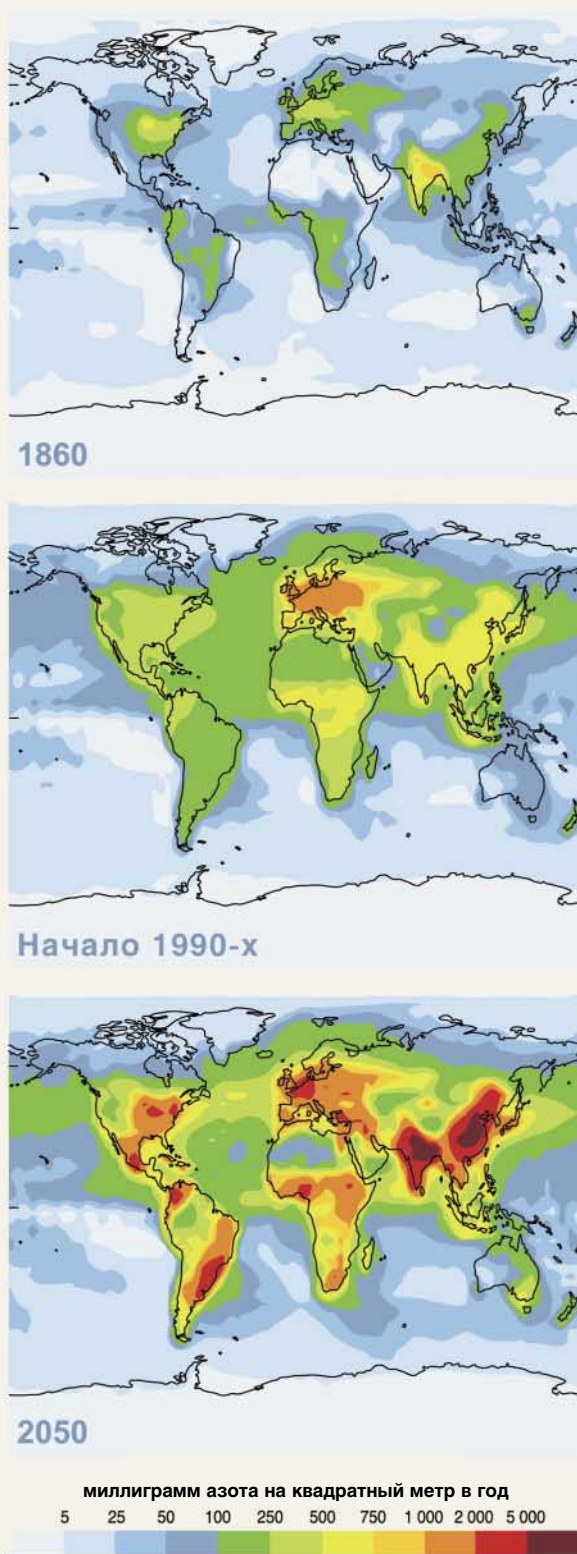 1860
Начало 1990-х
2050
миллиграмм азота на квадратный метр в год
5 25 50 100 250 500 750 1 000 2 000 5 000